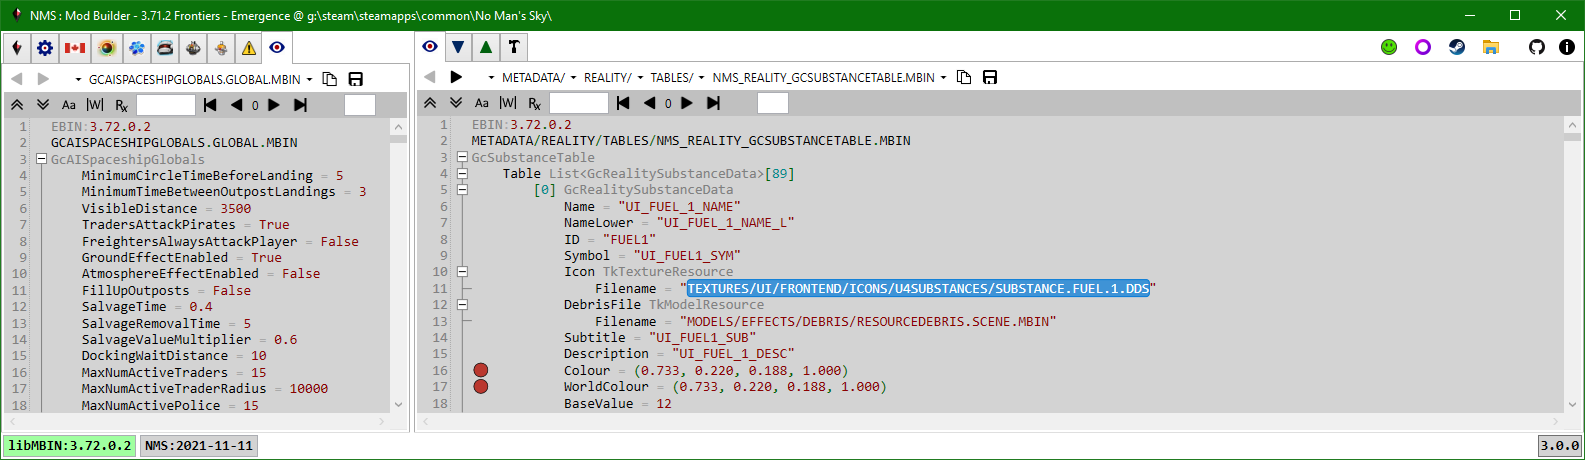 NMS : Mod Builder - 3.71.2 Frontiers - Emergence @ g:\steam\steamapps\common\No Man's Sky\
GCAISPACESHIPGLOBALS.GLOBAL.MBIN
Aa |W| Rx 0
1 EBIN:3.72.0.2
2 GCAISPACESHIPGLOBALS.GLOBAL.MBIN
3 GcAISpaceshipGlobals
4 MinimumCircleTimeBeforeLanding = 5
5 MinimumTimeBetweenOutpostLandings = 3
6 VisibleDistance = 3500
7 TradersAttackPirates = True
8 FreightersAlwaysAttackPlayer = False
9 GroundEffectEnabled = True
10 AtmosphereEffectEnabled = False
11 FillUpOutposts = False
12 SalvageTime = 0.4
13 SalvageRemovalTime = 5
14 SalvageValueMultiplier = 0.6
15 DockingWaitDistance = 10
16 MaxNumActiveTraders = 15
17 MaxNumActiveTraderRadius = 10000
18 MaxNumActivePolice = 15
METADATA/ REALITY/ TABLES/ NMS_REALITY_GCSUBSTANCETABLE.MBIN
Aa |W| Rx 0
1 EBIN:3.72.0.2
2 METADATA/REALITY/TABLES/NMS_REALITY_GCSUBSTANCETABLE.MBIN
3 GcSubstanceTable
4 Table List<GcRealitySubstanceData>[89]
5 [0] GcRealitySubstanceData
6 Name = "UI_FUEL_1_NAME"
7 NameLower = "UI_FUEL_1_NAME_L"
8 ID = "FUEL1"
9 Symbol = "UI_FUEL1_SYM"
10 Icon TkTextureResource
11 Filename = "TEXTURES/UI/FRONTEND/ICONS/U4SUBSTANCES/SUBSTANCE.FUEL.1.DDS"
12 DebrisFile TkModelResource
13 Filename = "MODELS/EFFECTS/DEBRIS/RESOURCEDEBRIS.SCENE.MBIN"
14 Subtitle = "UI_FUEL1_SUB"
15 Description = "UI_FUEL_1_DESC"
16 Colour = (0.733, 0.220, 0.188, 1.000)
17 WorldColour = (0.733, 0.220, 0.188, 1.000)
18 BaseValue = 12
libMBIN:3.72.0.2 NMS:2021-11-11 3.0.0